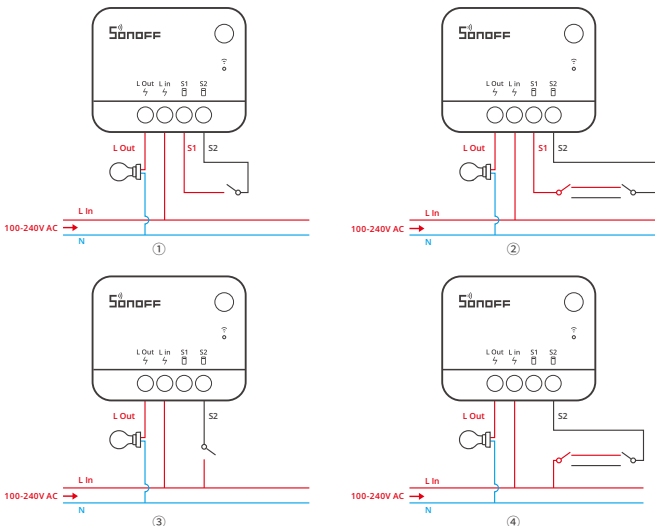 SONOFF
L Out L in S1 S2
L Out
S1
S2
L In
100-240V AC
N
①
SONOFF
L Out L in S1 S2
L Out
S1
S2
L In
100-240V AC
N
②
SONOFF
L Out L in S1 S2
L Out
S2
L In
100-240V AC
N
③
SONOFF
L Out L in S1 S2
L Out
S2
L In
100-240V AC
N
④